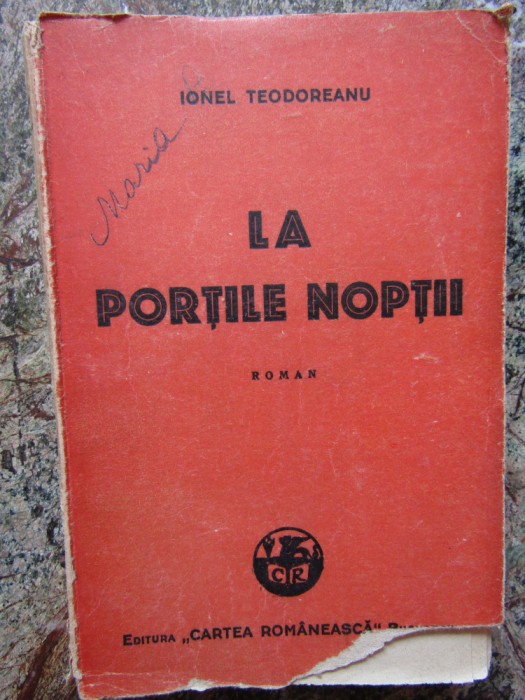 IONEL TEODOREANU
Maria
LA
PORȚILE NOPȚII
ROMAN
CR
EDITURA „CARTEA ROMÂNEASCĂ"